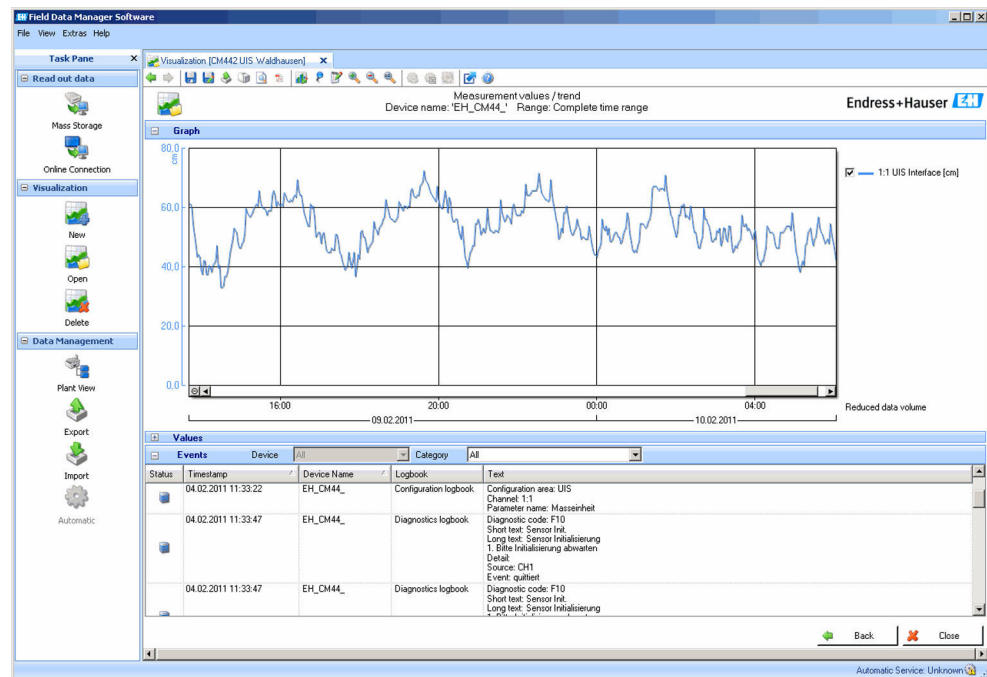 Field Data Manager Software
File View Extras Help
Task Pane
Read out data
Mass Storage
Online Connection
Visualization
New
Open
Delete
Data Management
Plant View
Export
Import
Automatic
Visualization [CM442 UIS Waldhausen]
Measurement values / trend
Device name: 'EH_CM44_' Range: Complete time range
Endress+Hauser EH
Graph
80,0
cm
60,0
40,0
20,0
0,0
1:1 UIS Interface [cm]
16:00 20:00 00:00 04:00
09.02.2011 10.02.2011
Reduced data volume
Values
Events Device All Category All
Status Timestamp Device Name Logbook Text
04.02.2011 11:33:22 EH_CM44_ Configuration logbook Configuration area: UIS
Channel: 1:1
Parameter name: Masseinheit
04.02.2011 11:33:47 EH_CM44_ Diagnostics logbook Diagnostic code: F10
Short text: Sensor Init.
Long text: Sensor Initialisierung
1. Bitte Initialisierung abwarten
Detail:
Source: CH1
Event: quittiert
04.02.2011 11:33:47 EH_CM44_ Diagnostics logbook Diagnostic code: F10
Short text: Sensor Init.
Long text: Sensor Initialisierung
Back Close
Automatic Service: Unknown